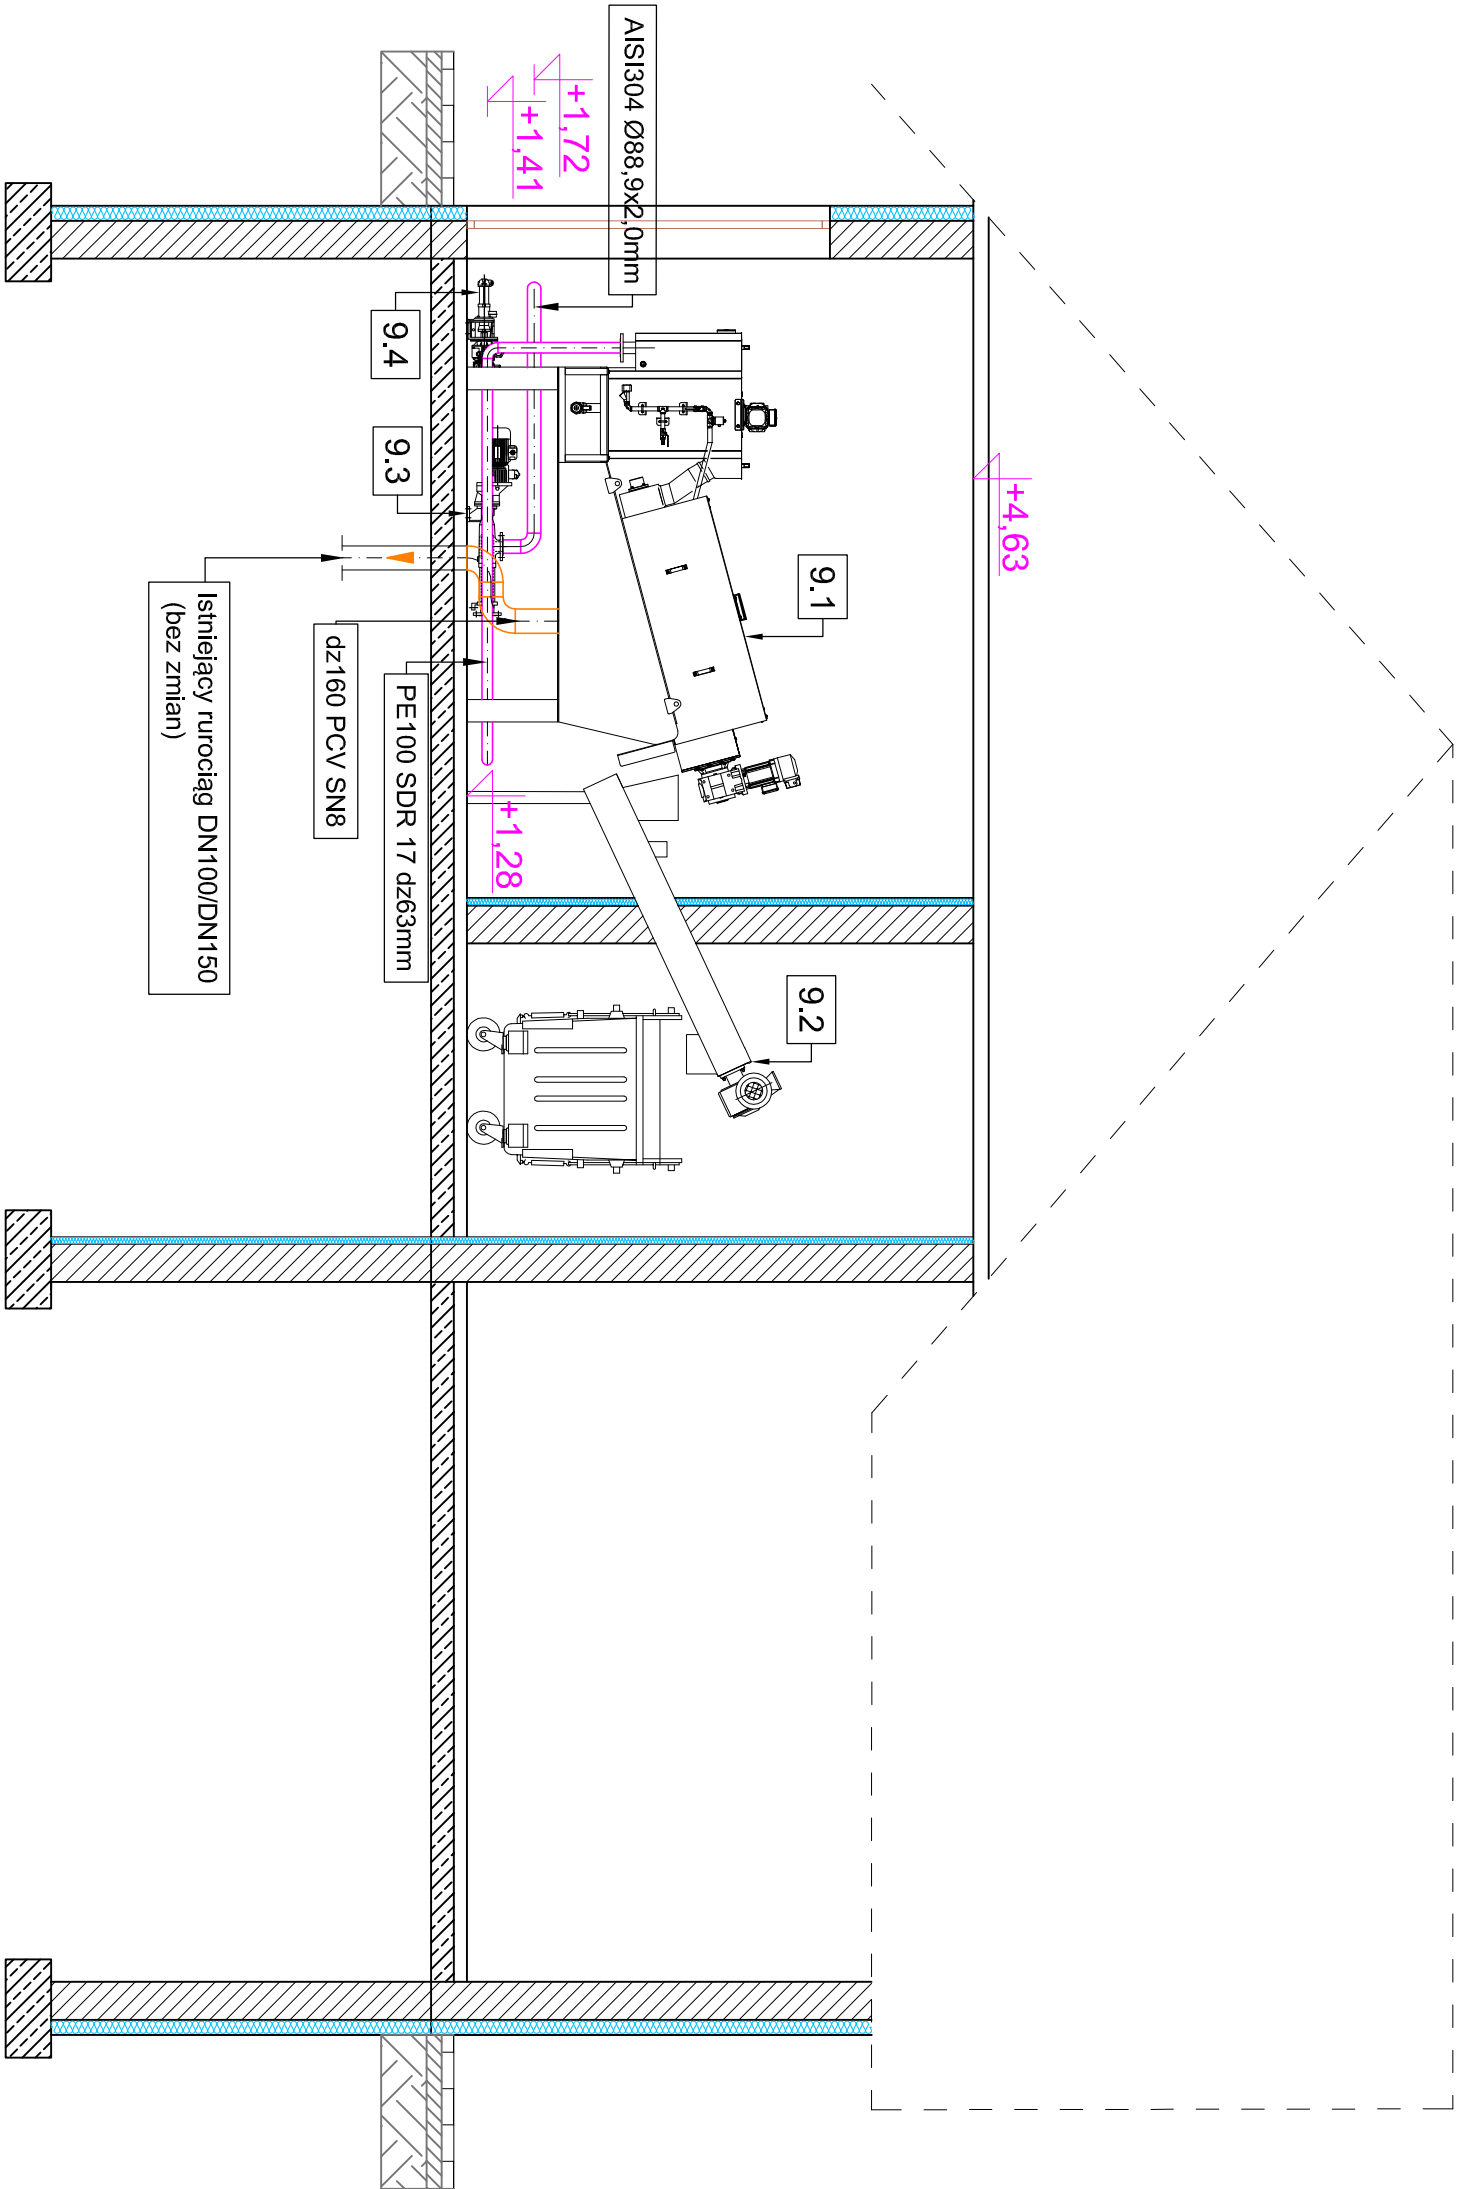 +4,63
9.1
9.2
AISI304 Ø88,9x2,0mm
+1,72
+1,41
+1,28
9.4
9.3
PE100 SDR 17 dz63mm
dz160 PCV SN8
Istniejący rurociąg DN100/DN150
(bez zmian)